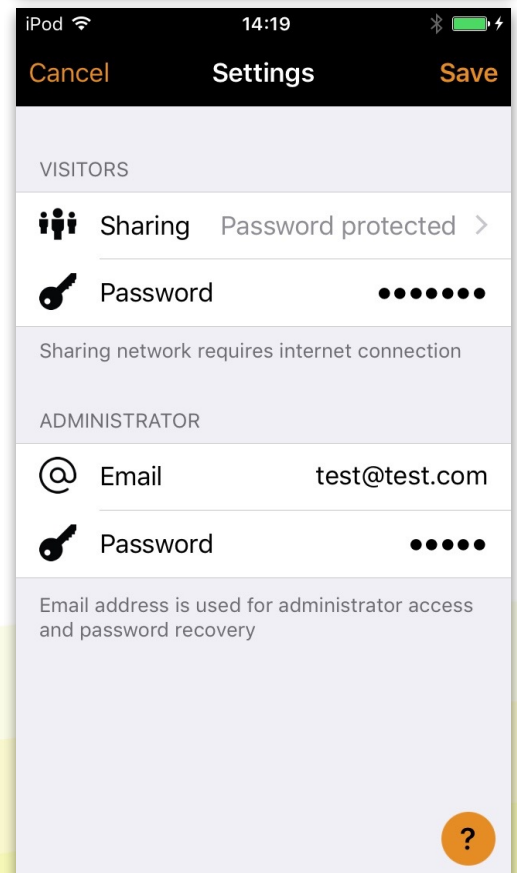 iPod 14:19
Cancel Settings Save
VISITORS
Sharing Password protected >
Password •••••••
Sharing network requires internet connection
ADMINISTRATOR
@ Email test@test.com
Password •••••
Email address is used for administrator access
and password recovery
?